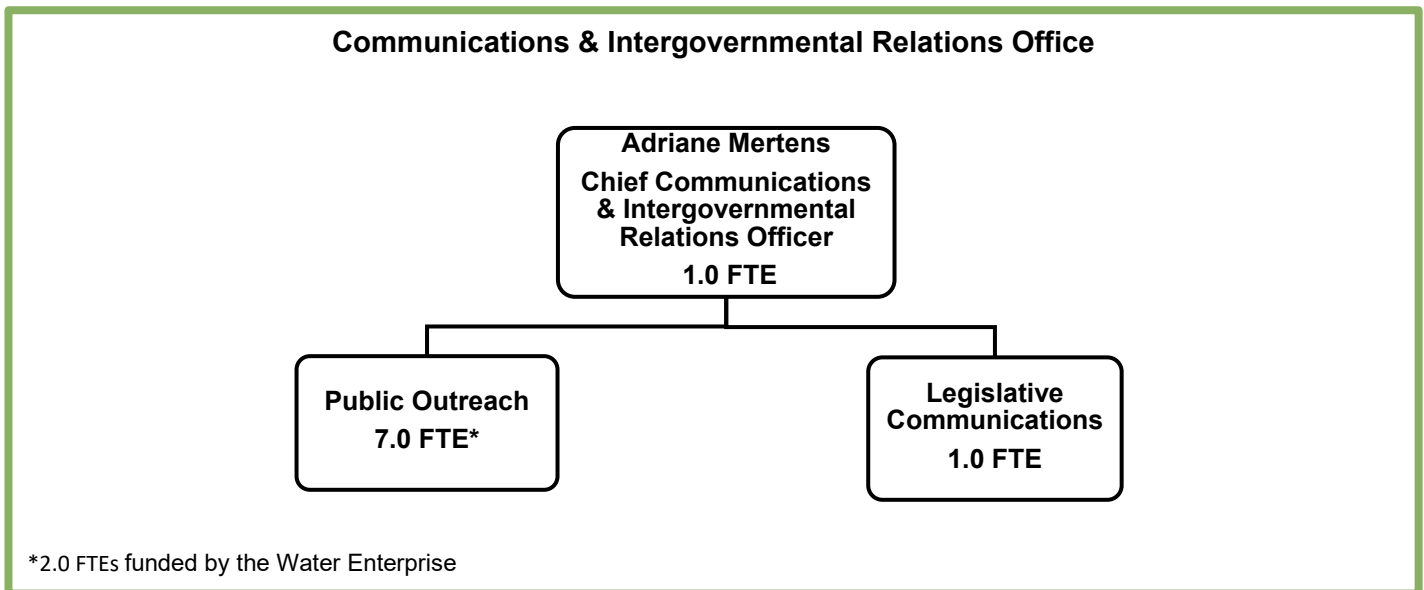 Communications & Intergovernmental Relations Office
Adriane Mertens
Chief Communications
& Intergovernmental
Relations Officer
1.0 FTE
Public Outreach
7.0 FTE*
Legislative
Communications
1.0 FTE
*2.0 FTEs funded by the Water Enterprise